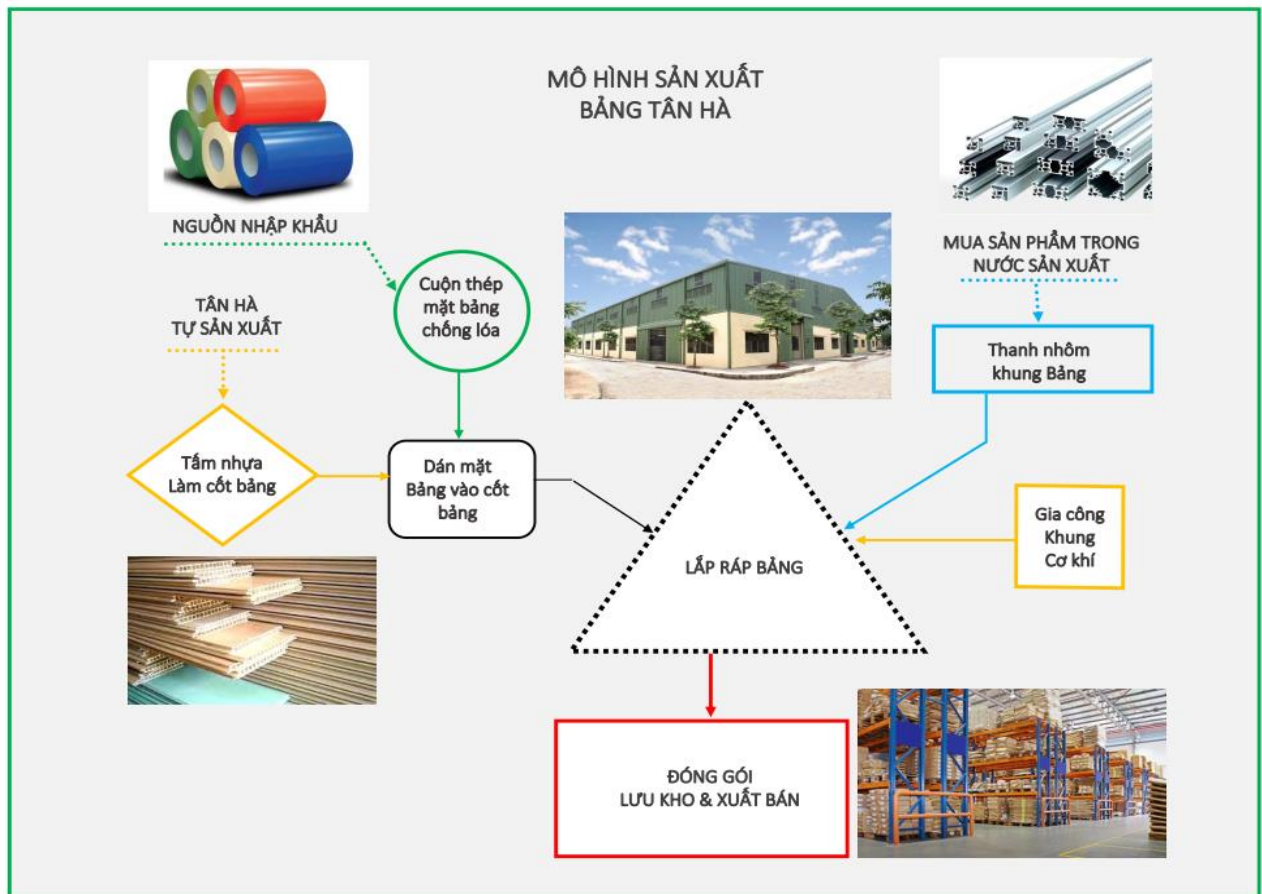 MÔ HÌNH SẢN XUẤT
BẢNG TÂN HÀ
NGUỒN NHẬP KHẨU
MUA SẢN PHẨM TRONG
NƯỚC SẢN XUẤT
Cuộn thép
mặt bảng
chống lóa
TÂN HÀ
TỰ SẢN XUẤT
Thanh nhôm
khung Bảng
Tấm nhựa
Làm cốt bảng
Dán mặt
Bảng vào cốt
bảng
Gia công
Khung
Cơ khí
LẮP RÁP BẢNG
ĐÓNG GÓI
LƯU KHO & XUẤT BÁN